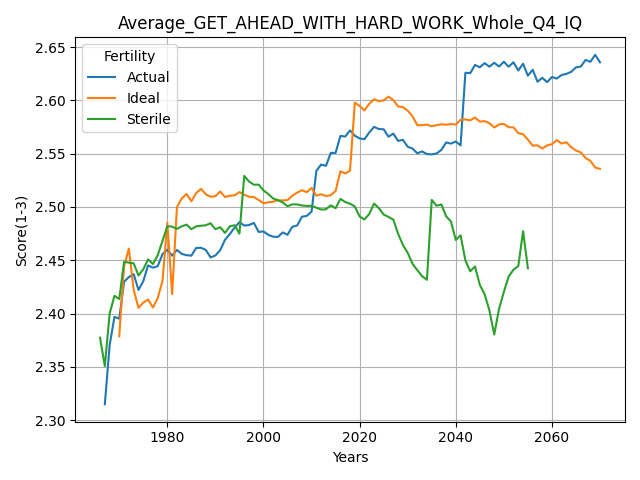 Average_GET_AHEAD_WITH_HARD_WORK_Whole_Q4_IQ
Fertility
Actual
Ideal
Sterile
Score(1-3)
2.65
2.60
2.55
2.50
2.45
2.40
2.35
2.30
1980 2000 2020 2040 2060
Years